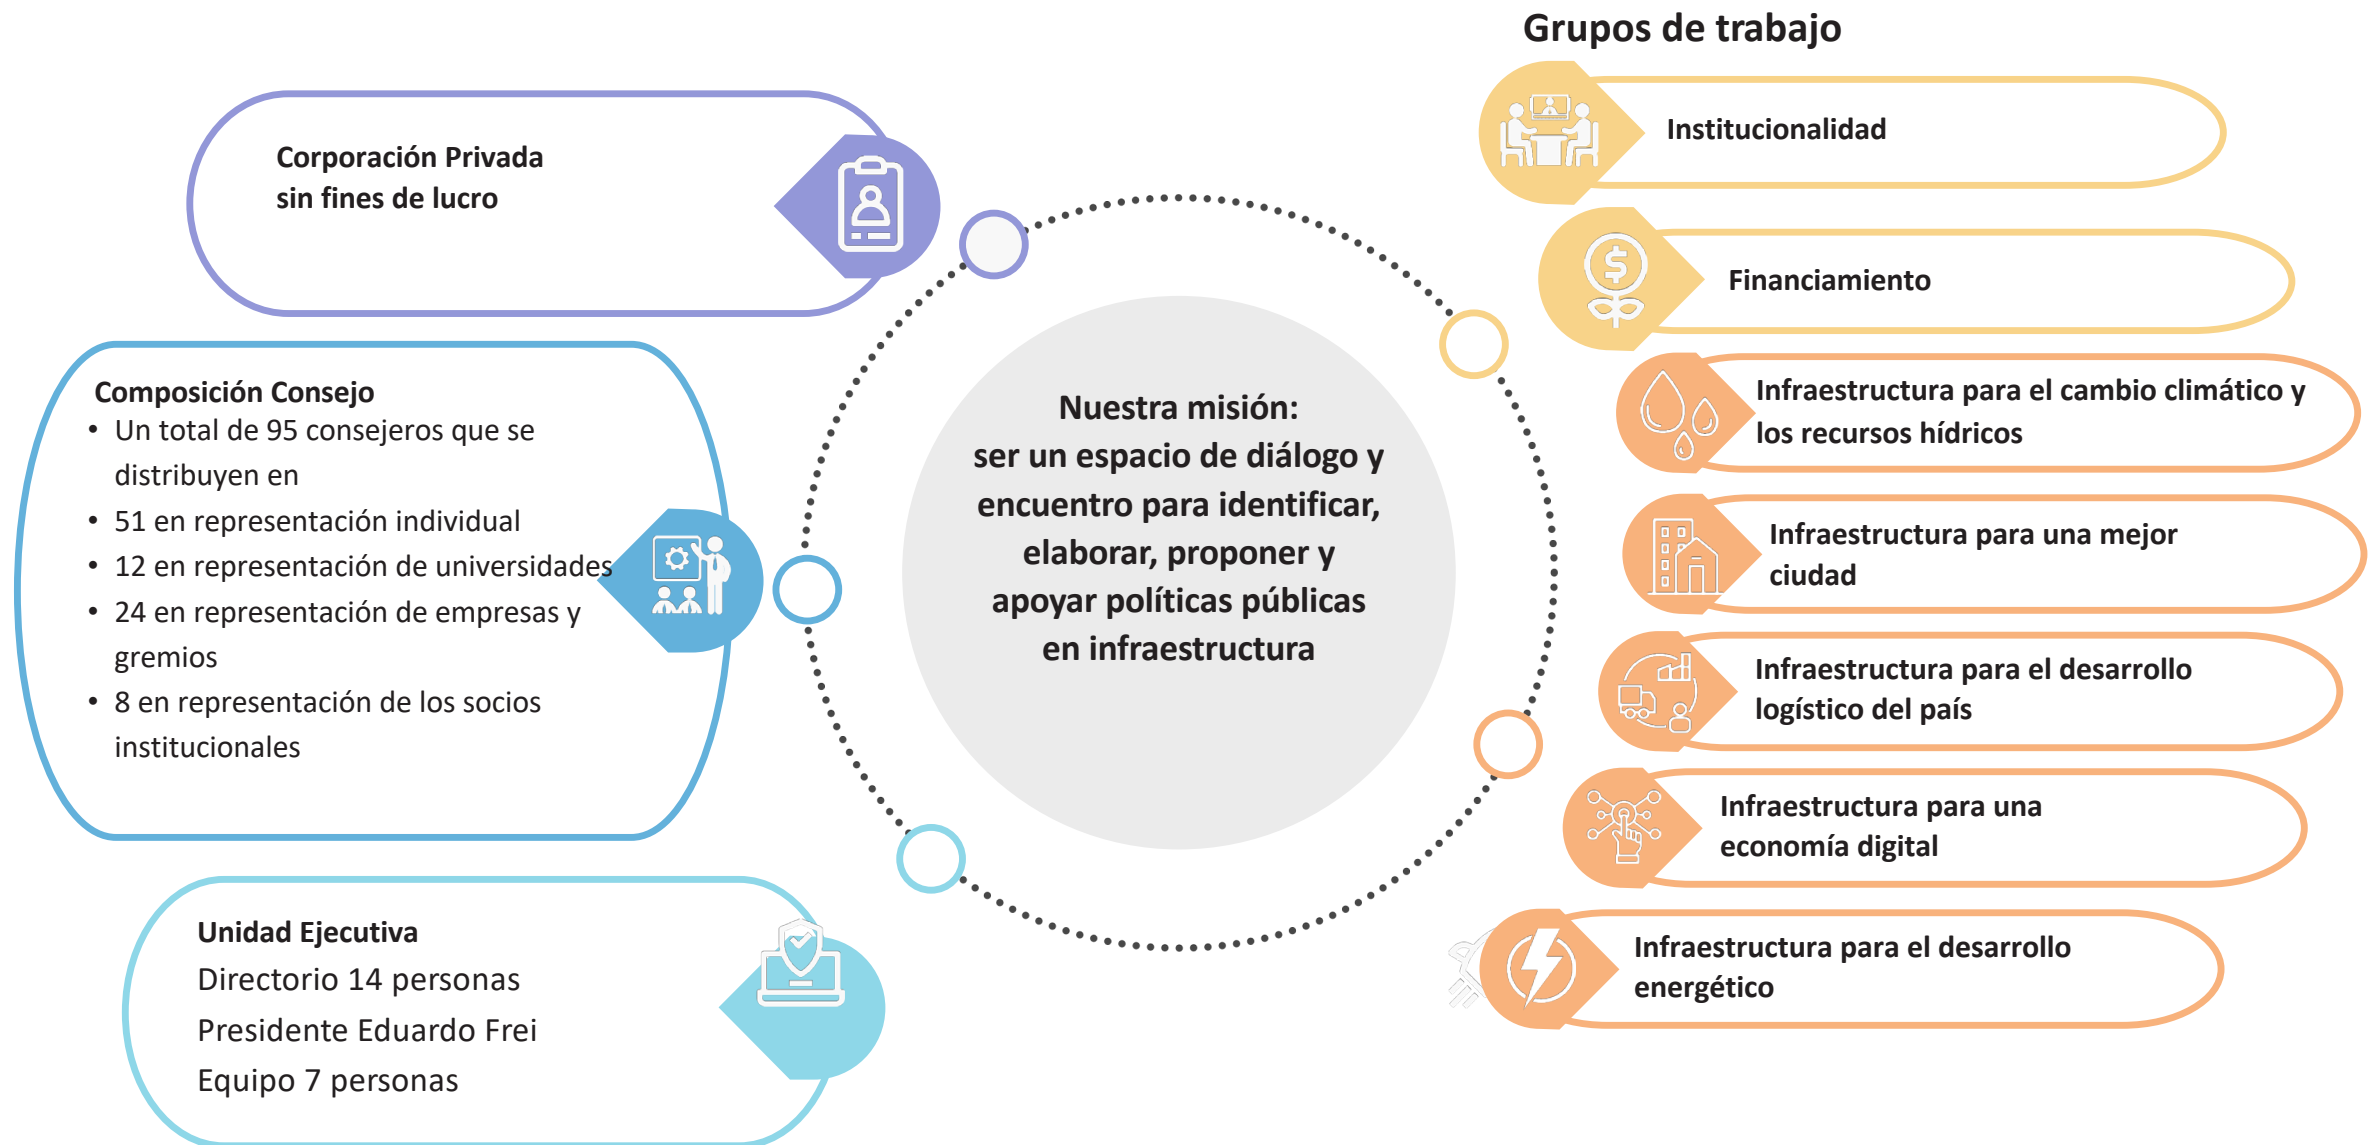 Corporación Privada
sin fines de lucro
Composición Consejo
• Un total de 95 consejeros que se
distribuyen en
• 51 en representación individual
• 12 en representación de universidades
• 24 en representación de empresas y
gremios
• 8 en representación de los socios
institucionales
Unidad Ejecutiva
Directorio 14 personas
Presidente Eduardo Frei
Equipo 7 personas
Nuestra misión:
ser un espacio de diálogo y
encuentro para identificar,
elaborar, proponer y
apoyar políticas públicas
en infraestructura
Grupos de trabajo
Institucionalidad
Financiamiento
Infraestructura para el cambio climático y
los recursos hídricos
Infraestructura para una mejor
ciudad
Infraestructura para el desarrollo
logístico del país
Infraestructura para una
economía digital
Infraestructura para el desarrollo
energético